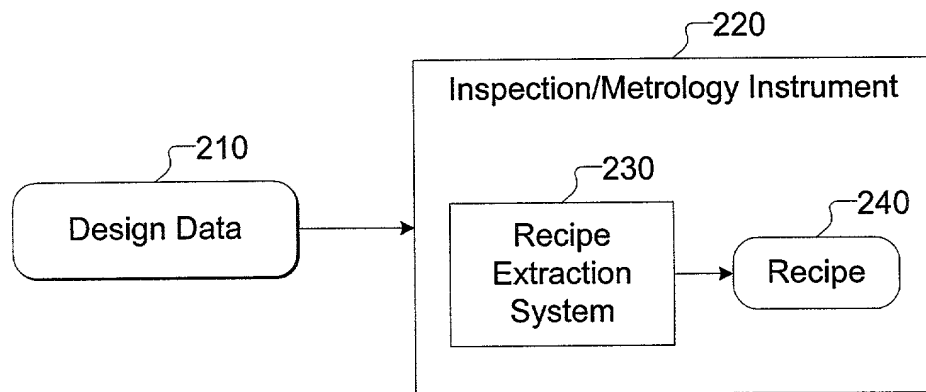 220
Inspection/Metrology Instrument
210
Design Data
230
Recipe
Extraction
System
240
Recipe